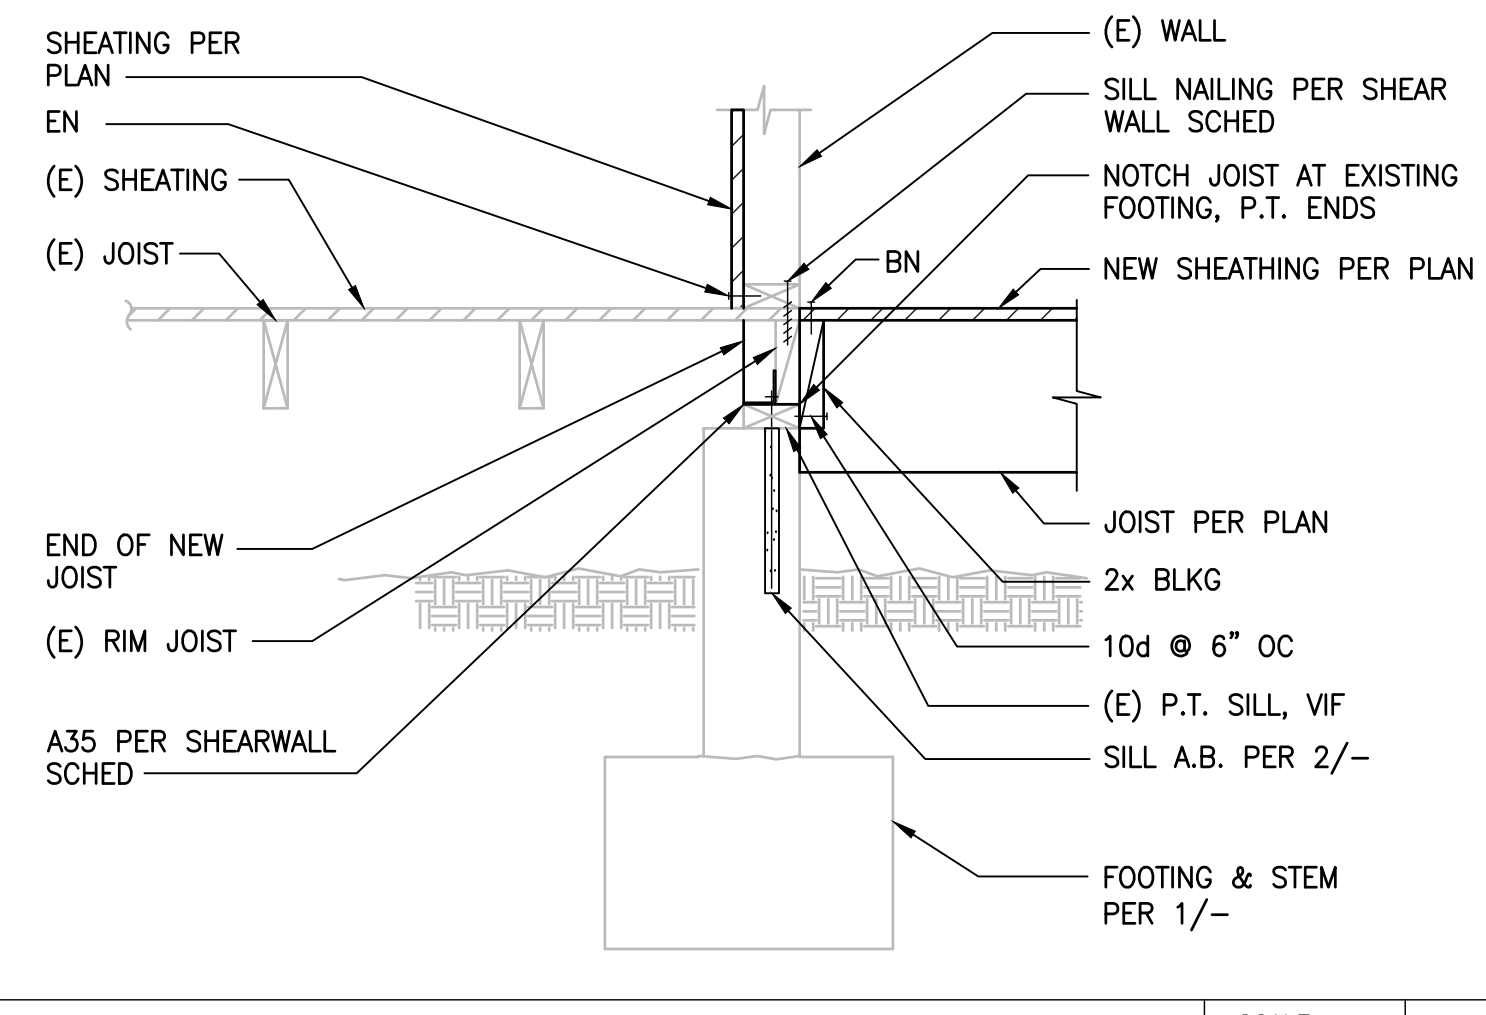 SHEATING PER
PLAN
EN
(E) SHEATING
(E) JOIST
END OF NEW
JOIST
(E) RIM JOIST
A35 PER SHEARWALL
SCHED
(E) WALL
SILL NAILING PER SHEAR
WALL SCHED
NOTCH JOIST AT EXISTING
FOOTING, P.T. ENDS
BN
NEW SHEATHING PER PLAN
JOIST PER PLAN
2x BLKG
10d @ 6” OC
(E) P.T. SILL, VIF
SILL A.B. PER 2/–
FOOTING & STEM
PER 1/–